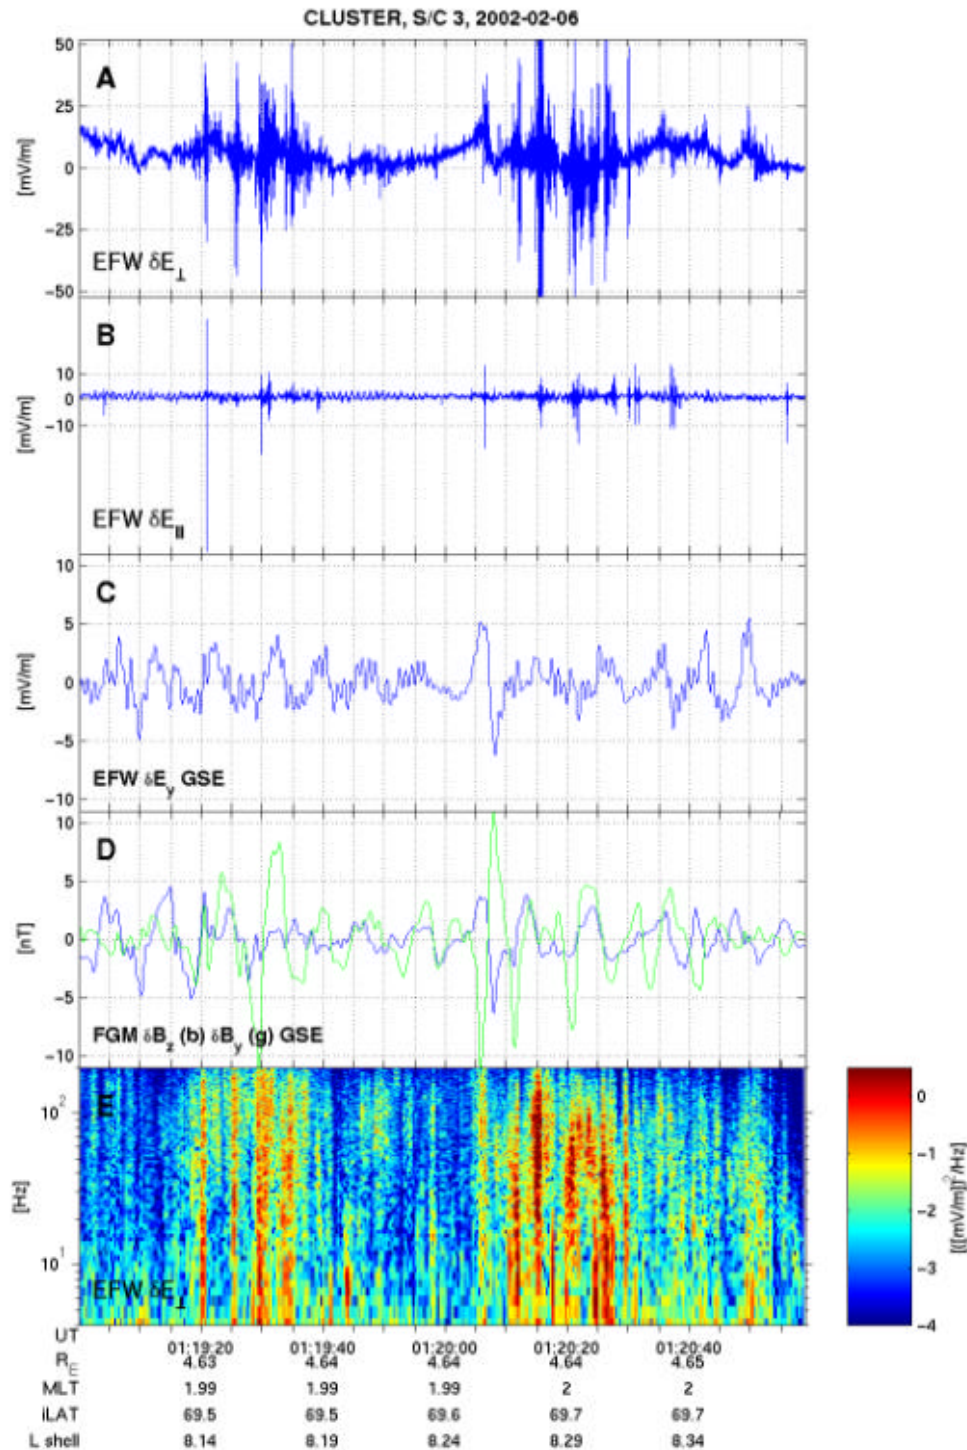 CLUSTER, S/C 3, 2002-02-06
A
50
25
0
−25
−50
[mV/m]
EFW δE⊥
B
10
0
−10
[mV/m]
EFW δE||
C
10
5
0
−5
−10
[mV/m]
EFW δEy GSE
D
10
5
0
−5
−10
[nT]
FGM δBz (b) δBy (g) GSE
E
10²
10¹
[Hz]
EFW δE⊥
0
−1
−2
−3
−4
[([mV/m])²/Hz]
UT 01:19:20 01:19:40 01:20:00 01:20:20 01:20:40
RE 4.63 4.64 4.64 4.64 4.65
MLT 1.99 1.99 1.99 2 2
iLAT 69.5 69.5 69.6 69.7 69.7
L shell 8.14 8.19 8.24 8.29 8.34